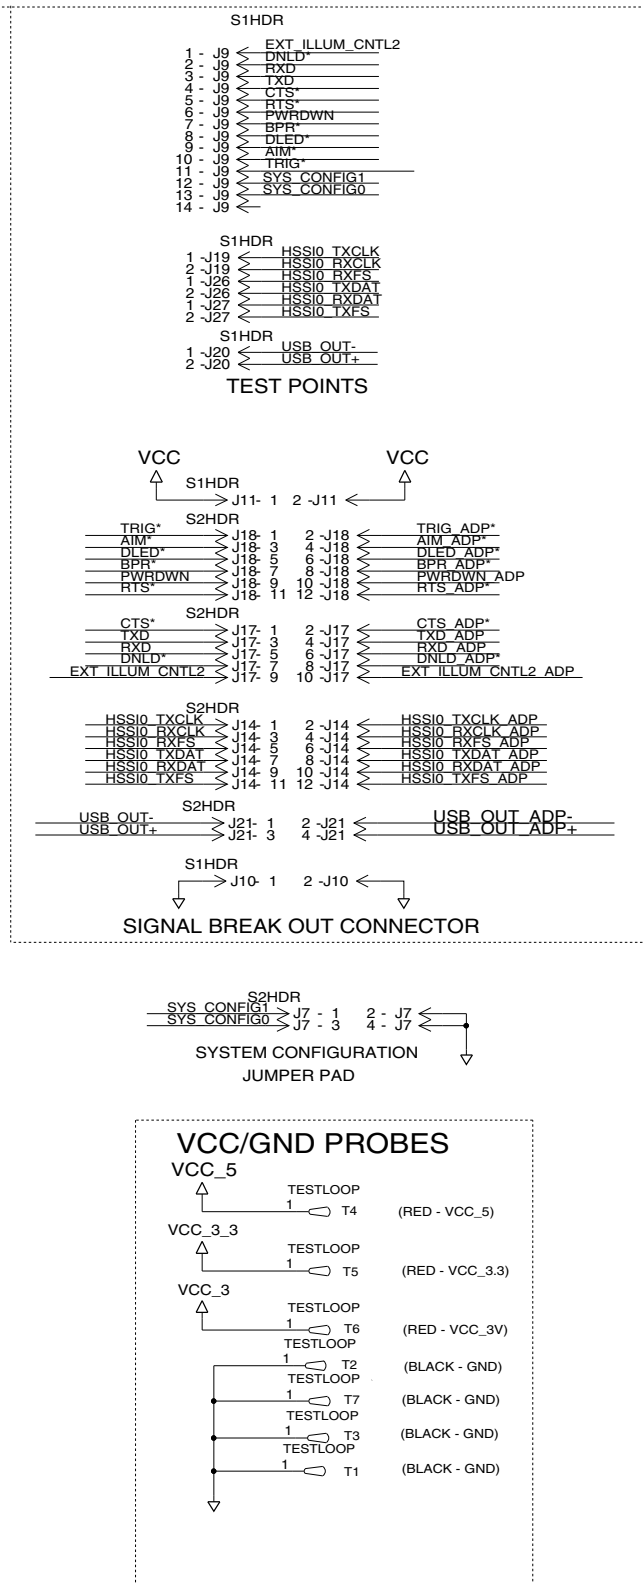 S1HDR
1 - J9 EXT_ILLUM_CNTL2
2 - J9 DNLD*
3 - J9 RXD
4 - J9 TXD
5 - J9 CTS*
6 - J9 RTS*
7 - J9 PWRDWN
8 - J9 BPR*
9 - J9 DLED*
10 - J9 AIM*
11 - J9 TRIG*
12 - J9 SYS_CONFIG1
13 - J9 SYS_CONFIG0
14 - J9
S1HDR
1 -J19 HSSI0_TXCLK
2 -J19 HSSI0_RXCLK
1 -J26 HSSI0_RXFS
2 -J26 HSSI0_TXDAT
1 -J27 HSSI0_RXDAT
2 -J27 HSSI0_TXFS
S1HDR
1 -J20 USB_OUT-
2 -J20 USB_OUT+
TEST POINTS
VCC VCC
S1HDR
J11- 1 2 -J11
S2HDR
TRIG* J18- 1 2 -J18 TRIG_ADP*
AIM* J18- 3 4 -J18 AIM_ADP*
DLED* J18- 5 6 -J18 DLED_ADP*
BPR* J18- 7 8 -J18 BPR_ADP*
PWRDWN J18- 9 10 -J18 PWRDWN_ADP
RTS* J18- 11 12 -J18 RTS_ADP*
S2HDR
CTS* J17- 1 2 -J17 CTS_ADP*
TXD J17- 3 4 -J17 TXD_ADP
RXD J17- 5 6 -J17 RXD_ADP
DNLD* J17- 7 8 -J17 DNLD_ADP*
EXT_ILLUM_CNTL2 J17- 9 10 -J17 EXT_ILLUM_CNTL2_ADP
S2HDR
HSSI0_TXCLK J14- 1 2 -J14 HSSI0_TXCLK_ADP
HSSI0_RXCLK J14- 3 4 -J14 HSSI0_RXCLK_ADP
HSSI0_RXFS J14- 5 6 -J14 HSSI0_RXFS_ADP
HSSI0_TXDAT J14- 7 8 -J14 HSSI0_TXDAT_ADP
HSSI0_RXDAT J14- 9 10 -J14 HSSI0_RXDAT_ADP
HSSI0_TXFS J14- 11 12 -J14 HSSI0_TXFS_ADP
S2HDR
USB_OUT- J21- 1 2 -J21 USB_OUT_ADP-
USB_OUT+ J21- 3 4 -J21 USB_OUT_ADP+
S1HDR
J10- 1 2 -J10
SIGNAL BREAK OUT CONNECTOR
S2HDR
SYS_CONFIG1 J7 - 1 2 - J7
SYS_CONFIG0 J7 - 3 4 - J7
SYSTEM CONFIGURATION
JUMPER PAD
VCC/GND PROBES
VCC_5
TESTLOOP
1 T4 (RED - VCC_5)
VCC_3_3
TESTLOOP
1 T5 (RED - VCC_3.3)
VCC_3
TESTLOOP
1 T6 (RED - VCC_3V)
TESTLOOP
1 T2 (BLACK - GND)
TESTLOOP
1 T7 (BLACK - GND)
TESTLOOP
1 T3 (BLACK - GND)
TESTLOOP
1 T1 (BLACK - GND)